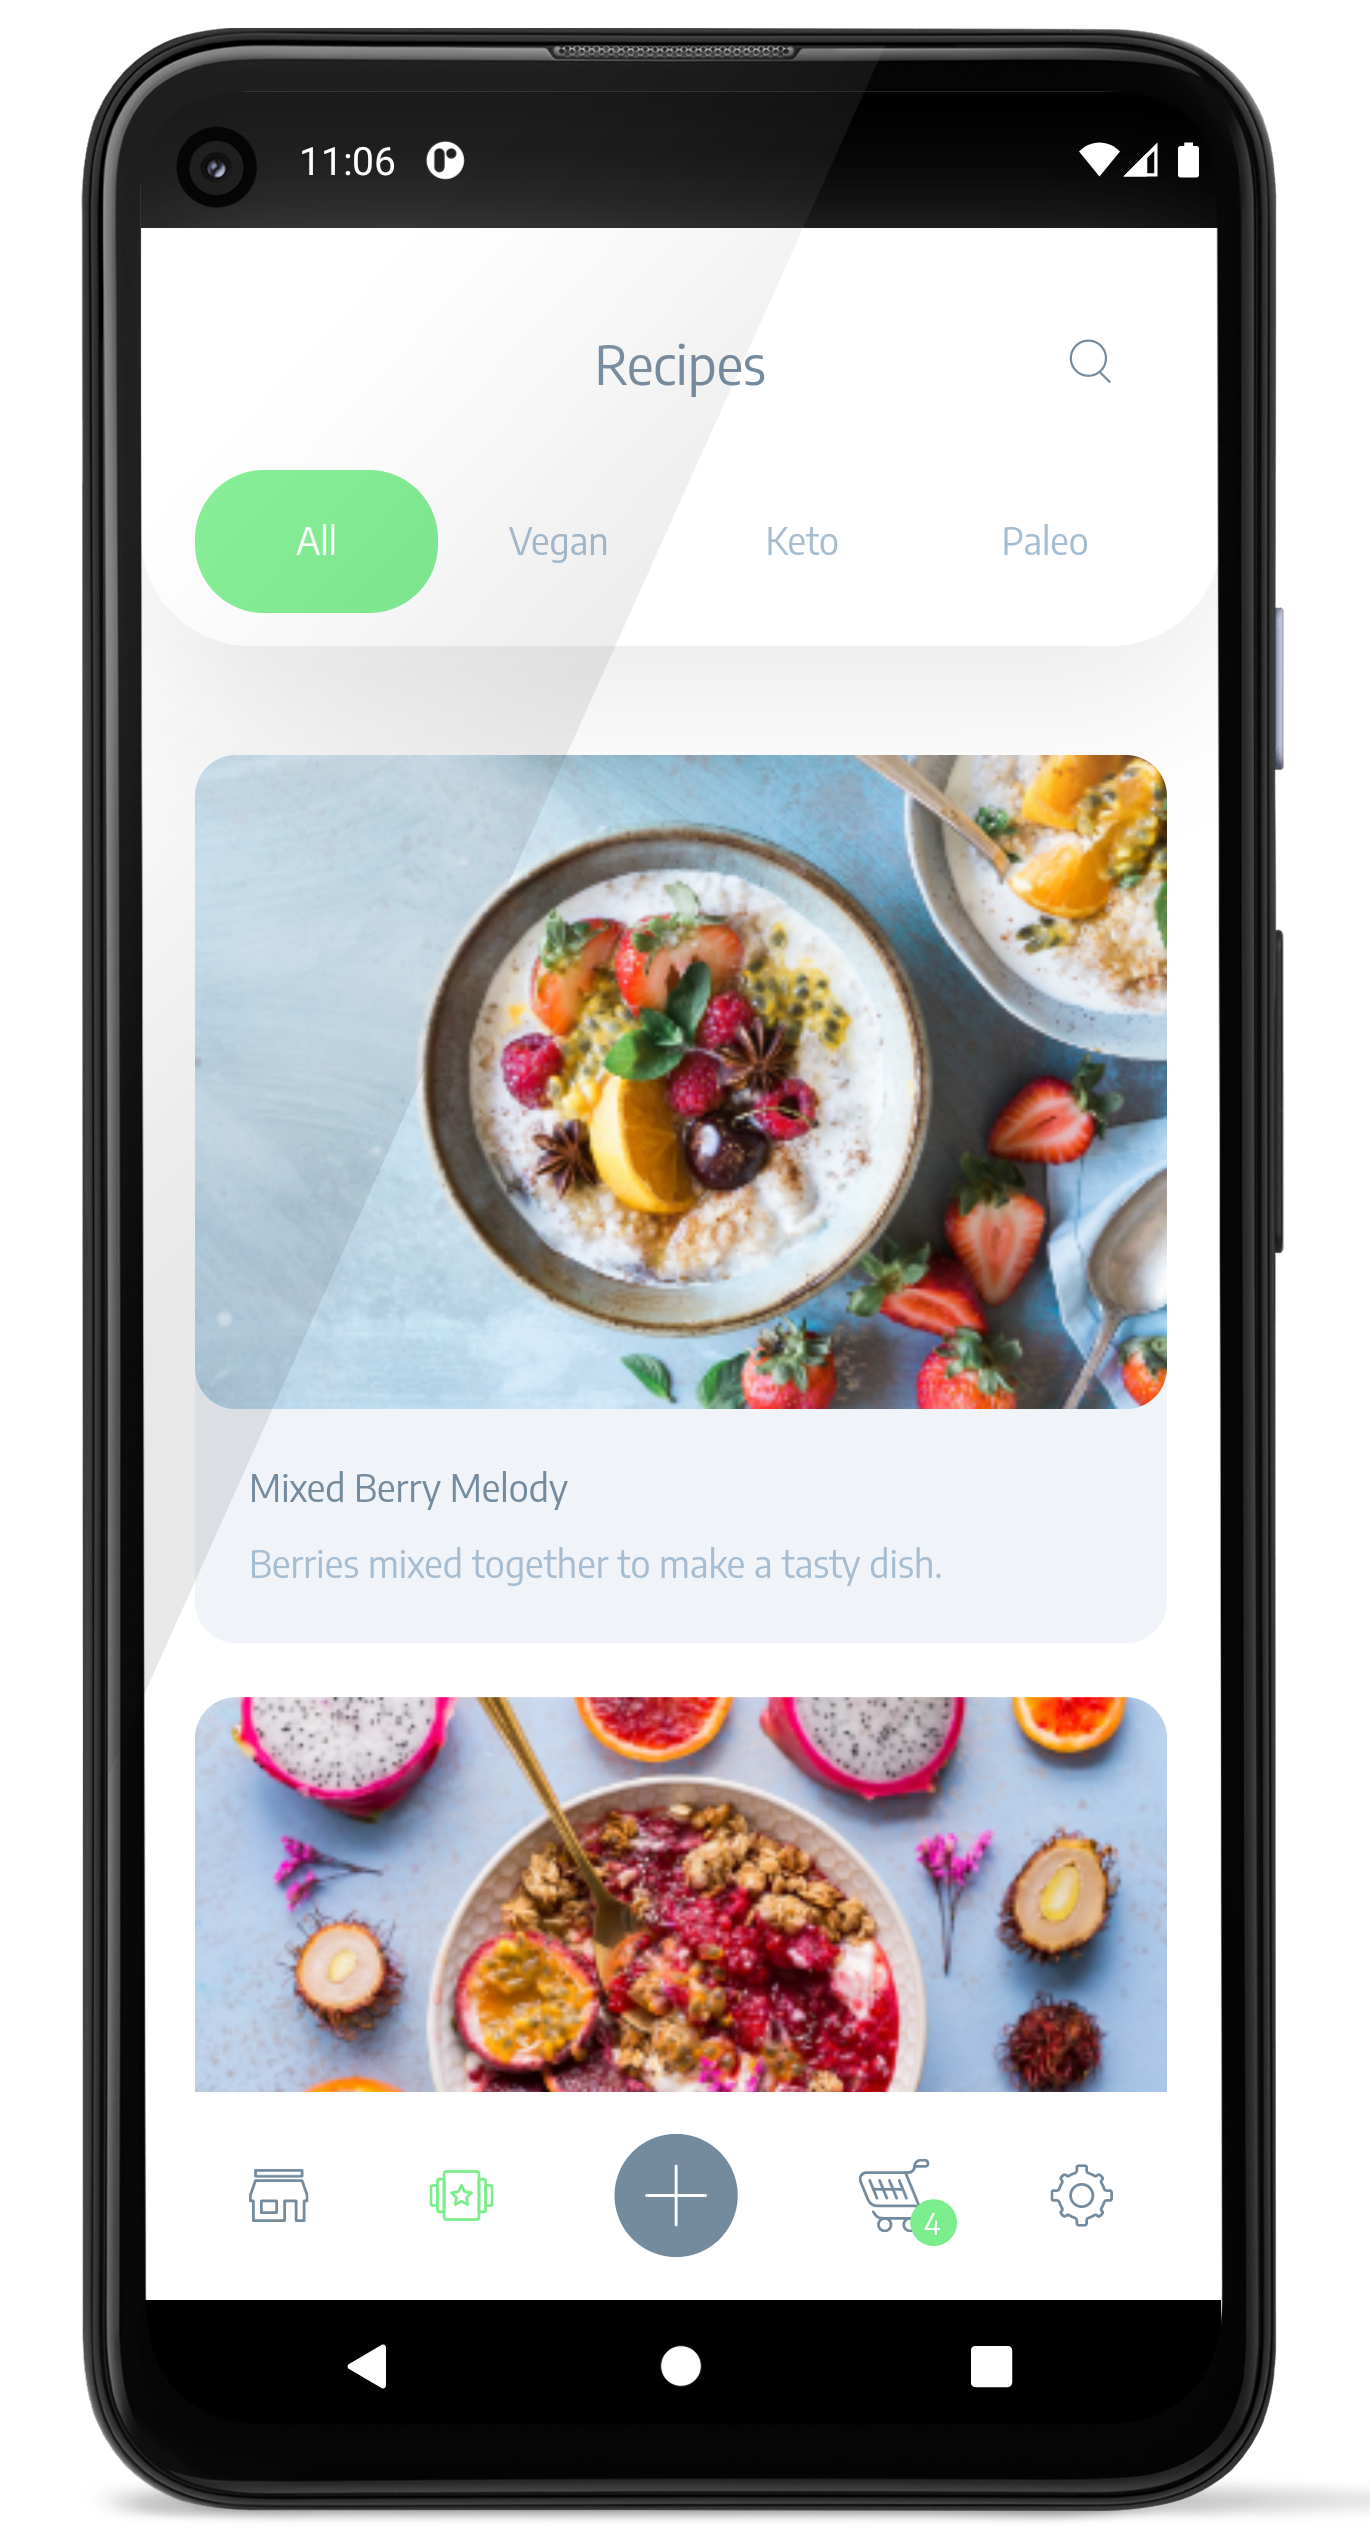 11:06
Recipes
All Vegan Keto Paleo
Mixed Berry Melody
Berries mixed together to make a tasty dish.
4